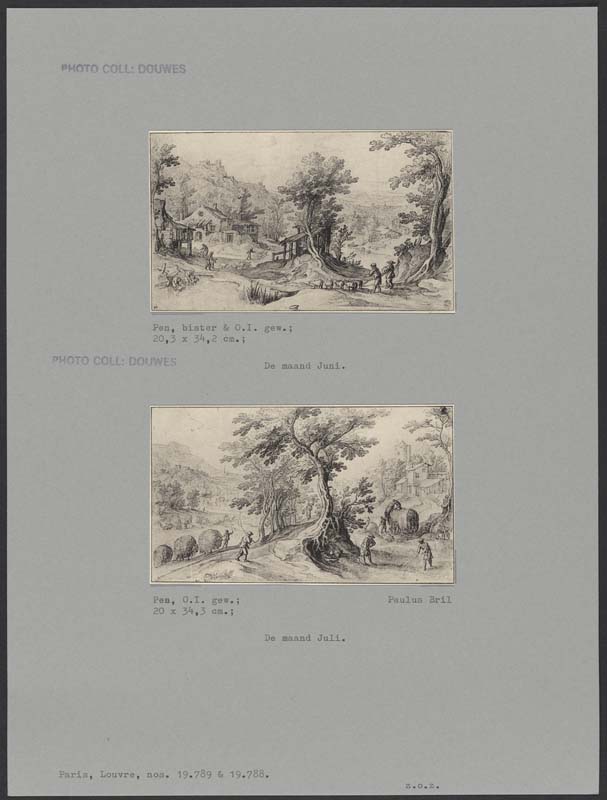 PHOTO COLL: DOUWES
Pen, bister & O.I. gew.;
20,3 x 34,2 cm.;
PHOTO COLL: DOUWES
De maand Juni.
Pen, O.I. gew.; Paulus Bril
20 x 34,3 cm.;
De maand Juli.
Paris, Louvre, nos. 19.789 & 19.788.
z.o.z.